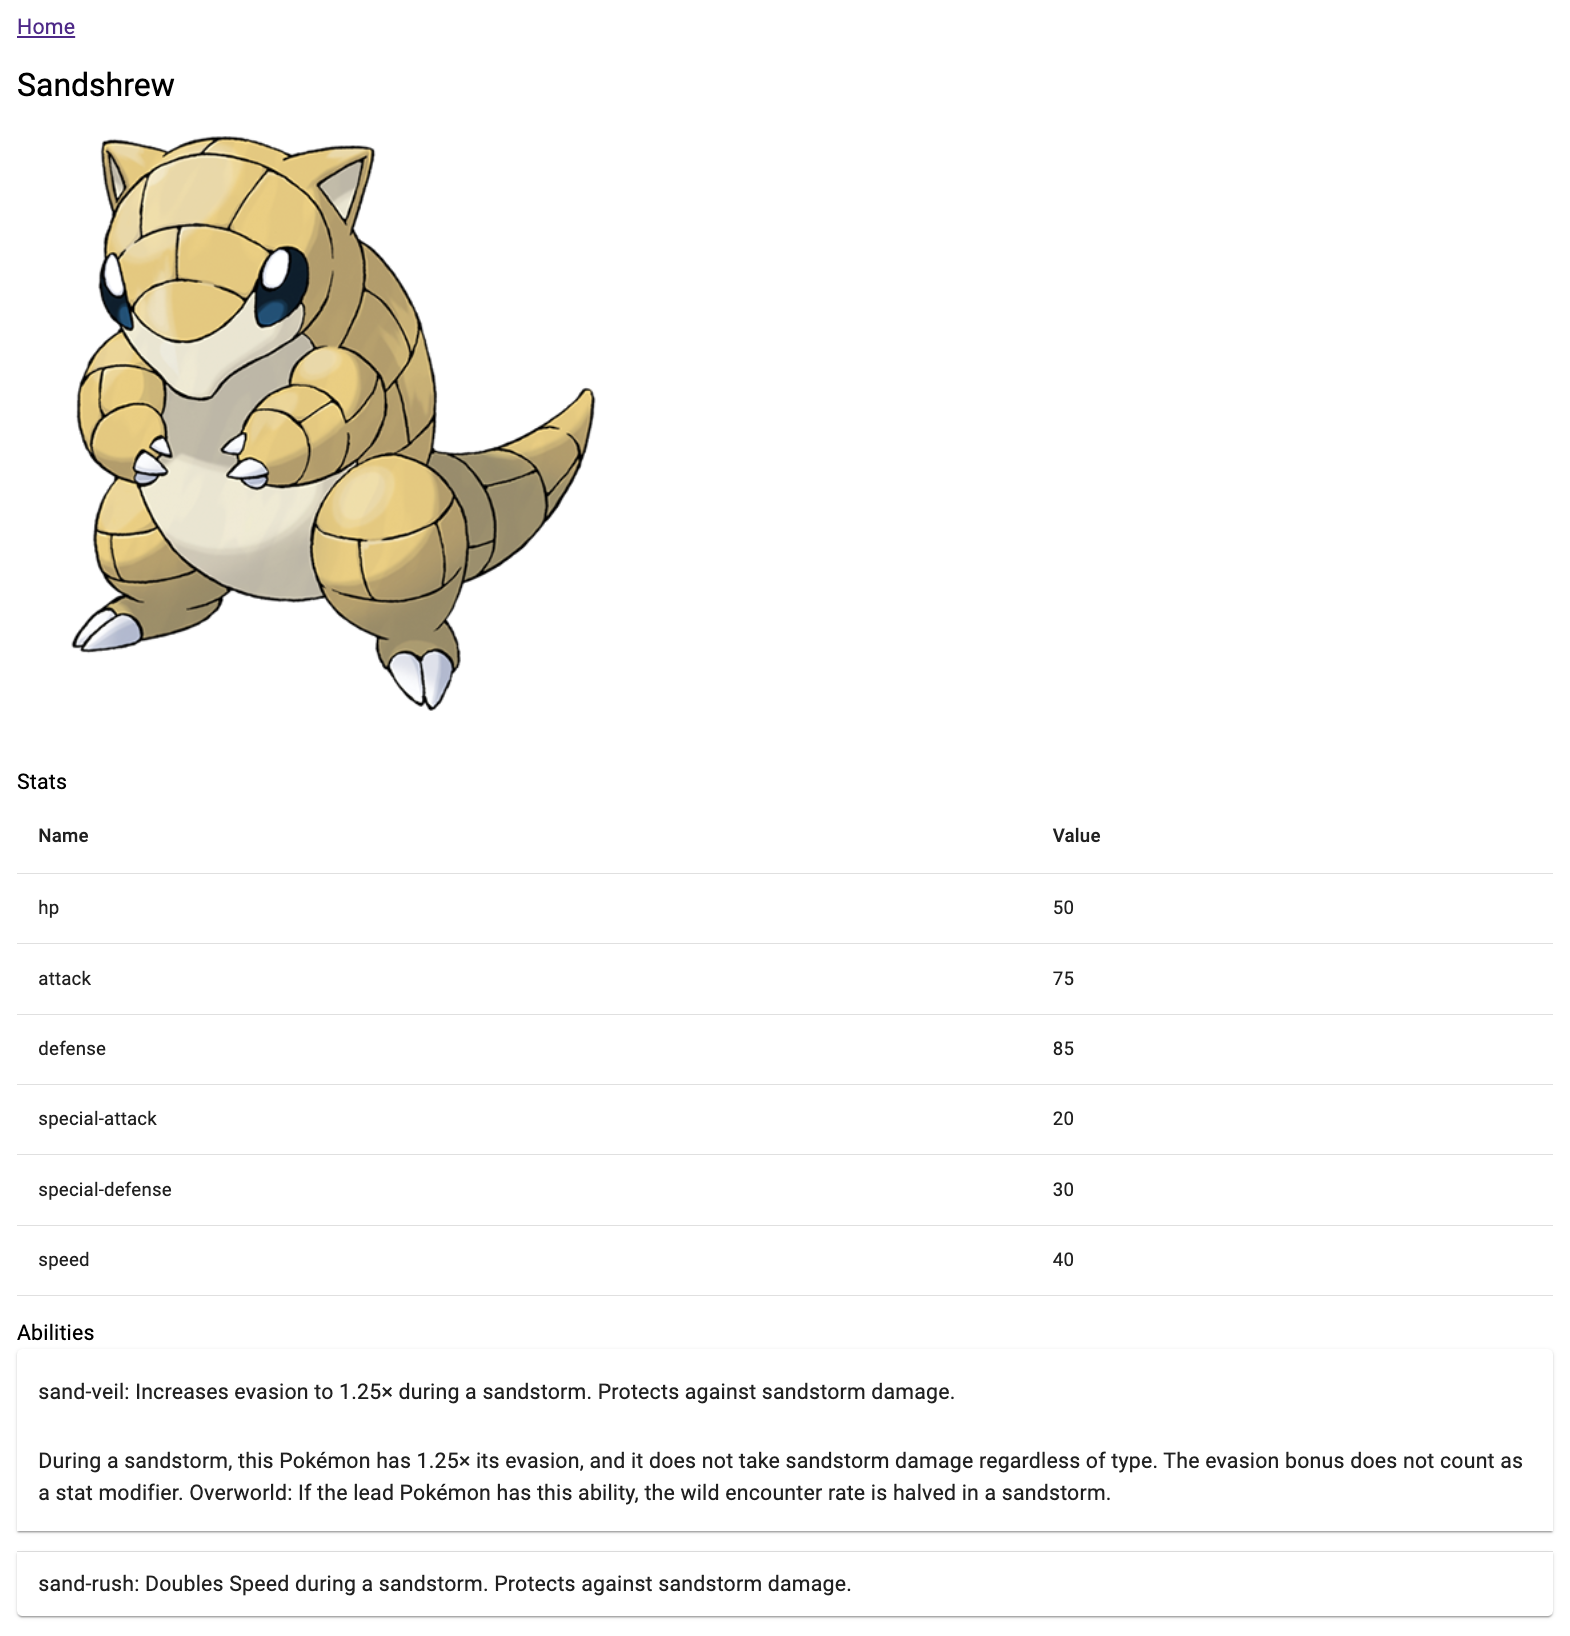 Home
Sandshrew
Stats
Name Value
hp 50
attack 75
defense 85
special-attack 20
special-defense 30
speed 40
Abilities
sand-veil: Increases evasion to 1.25× during a sandstorm. Protects against sandstorm damage.
During a sandstorm, this Pokémon has 1.25× its evasion, and it does not take sandstorm damage regardless of type. The evasion bonus does not count as
a stat modifier. Overworld: If the lead Pokémon has this ability, the wild encounter rate is halved in a sandstorm.
sand-rush: Doubles Speed during a sandstorm. Protects against sandstorm damage.